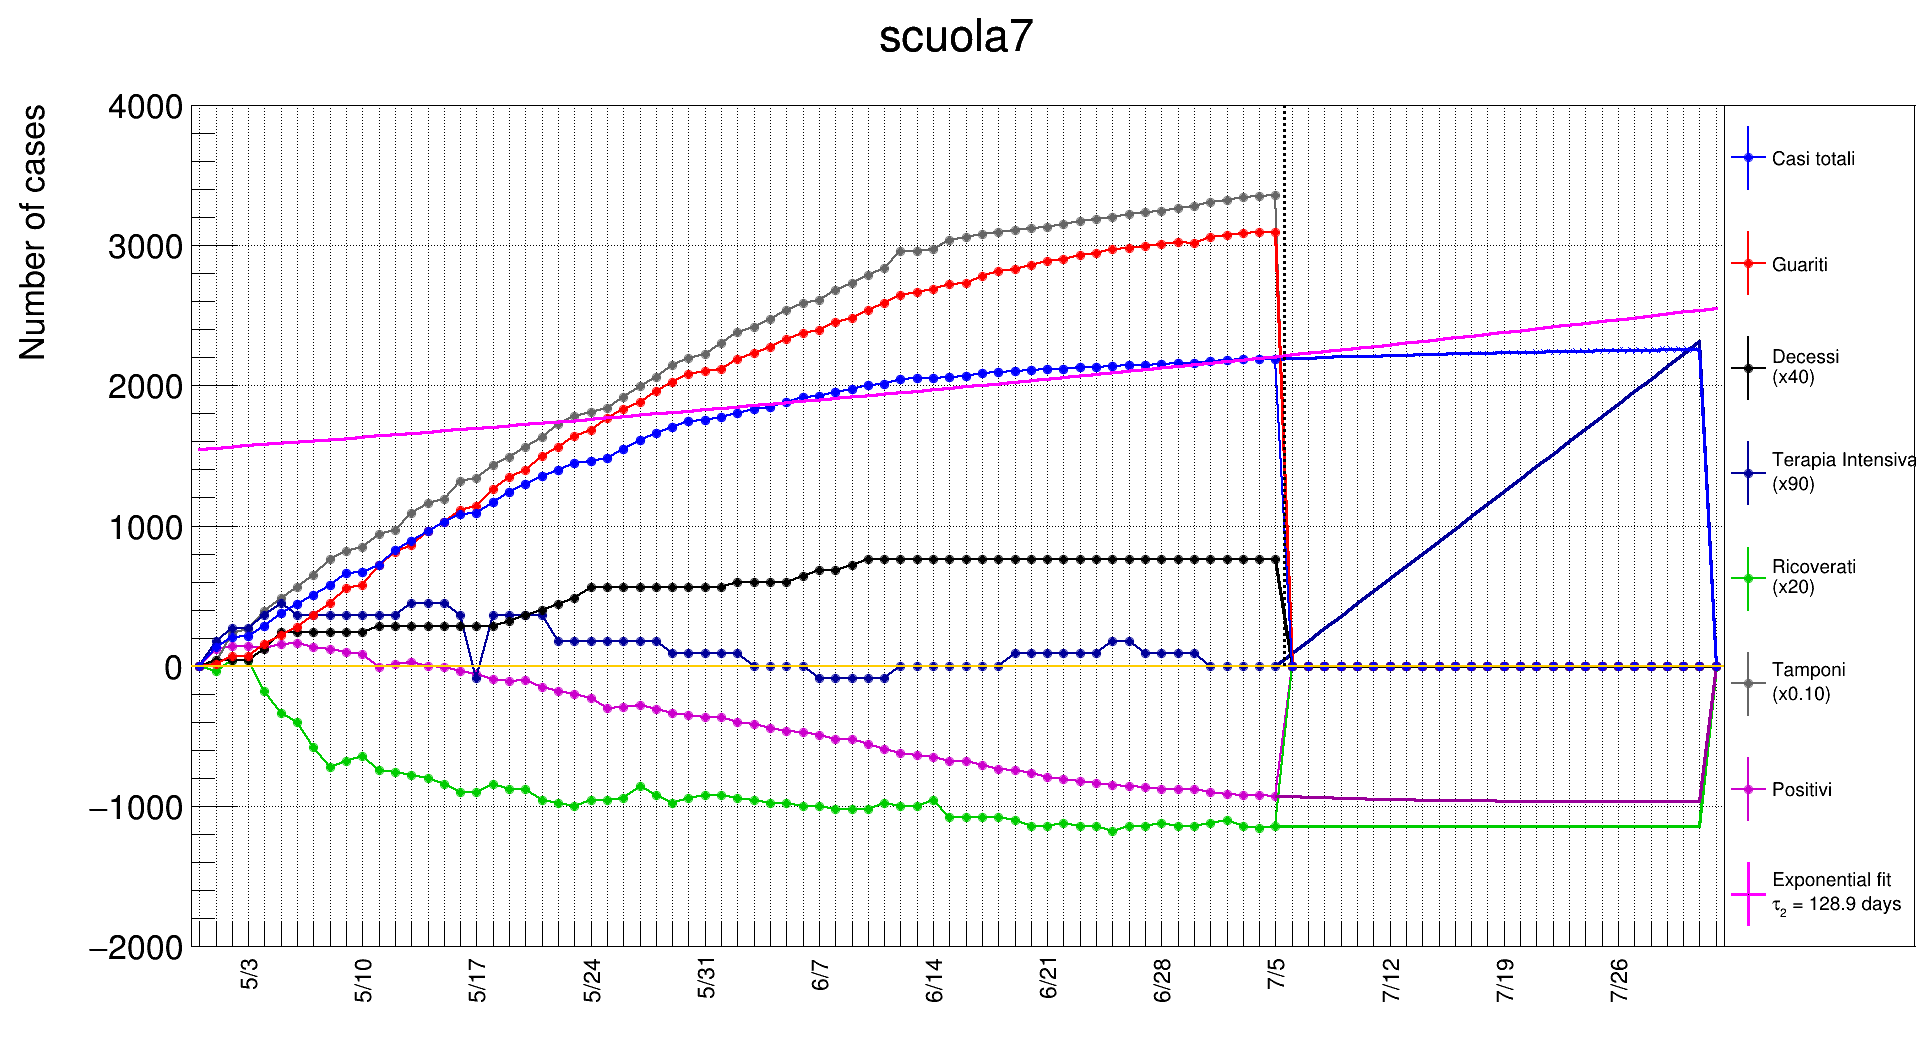 scuola7
Number of cases
4000
3000
2000
1000
0
−1000
−2000
5/3
5/10
5/17
5/24
5/31
6/7
6/14
6/21
6/28
7/5
7/12
7/19
7/26
Casi totali
Guariti
Decessi
(x40)
Terapia Intensiva
(x90)
Ricoverati
(x20)
Tamponi
(x0.10)
Positivi
Exponential fit
τ2 = 128.9 days